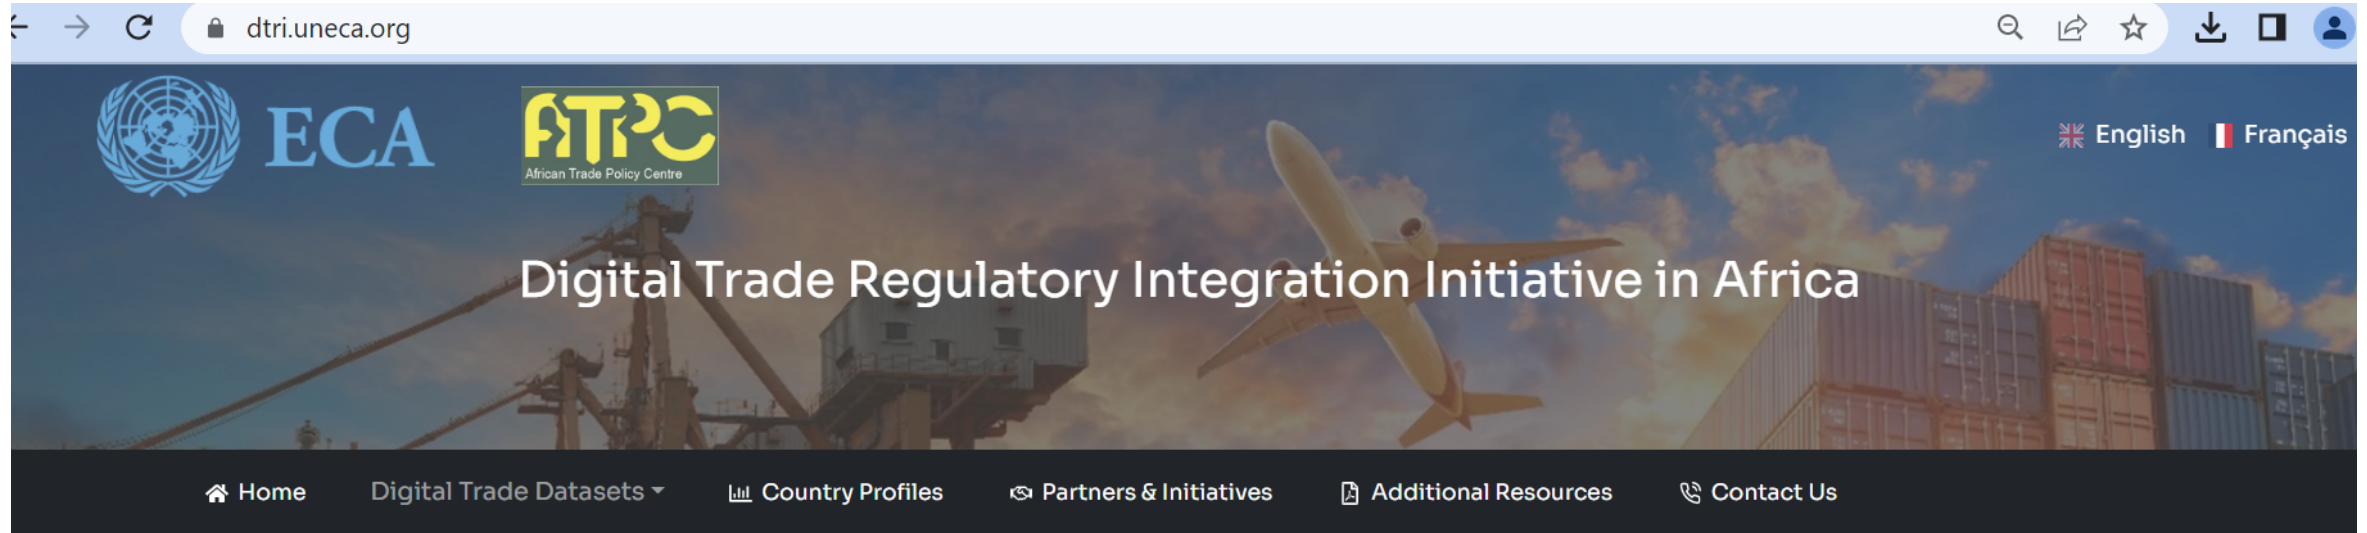 dtri.uneca.org
ECA
ATPC
African Trade Policy Centre
English Français
Digital Trade Regulatory Integration Initiative in Africa
Home Digital Trade Datasets Country Profiles Partners & Initiatives Additional Resources Contact Us